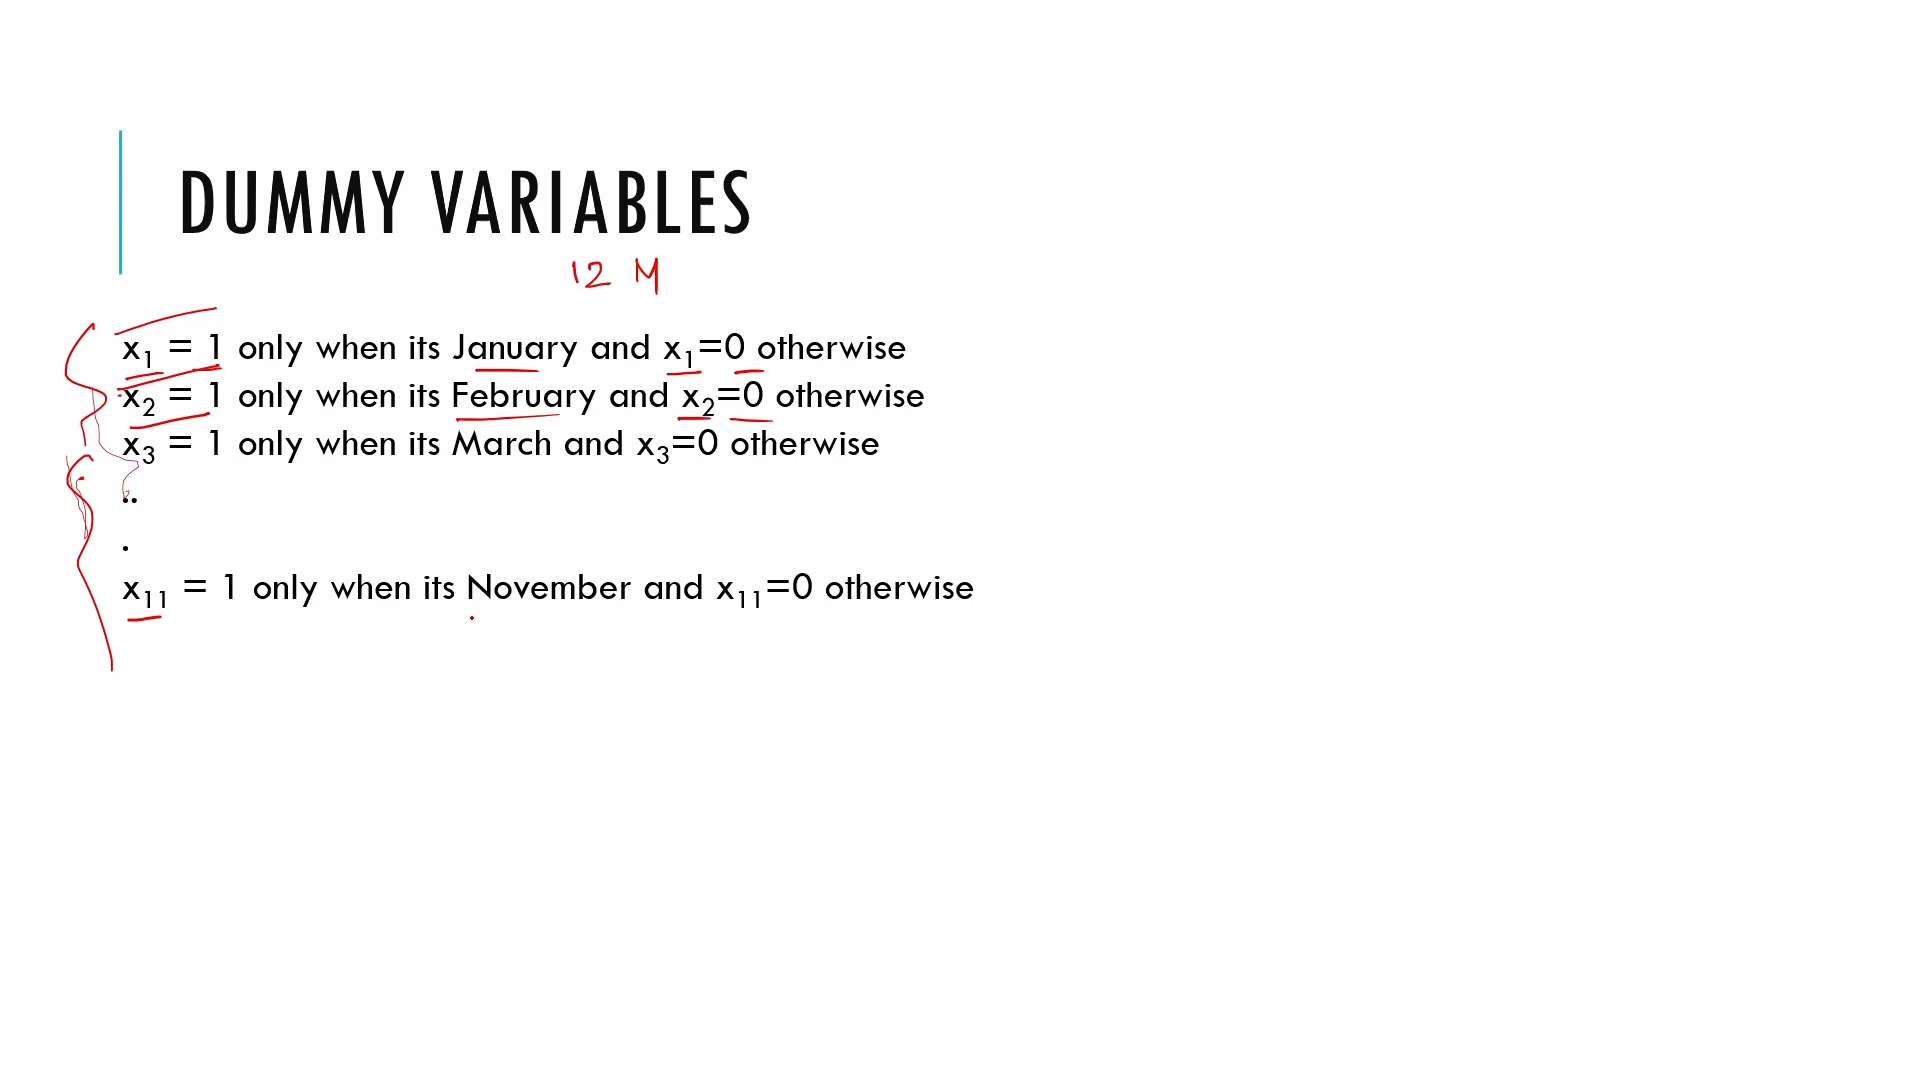 DUMMY VARIABLES
12 M
x₁ = 1 only when its January and x₁=0 otherwise
x₂ = 1 only when its February and x₂=0 otherwise
x₃ = 1 only when its March and x₃=0 otherwise
..
.
x₁₁ = 1 only when its November and x₁₁=0 otherwise